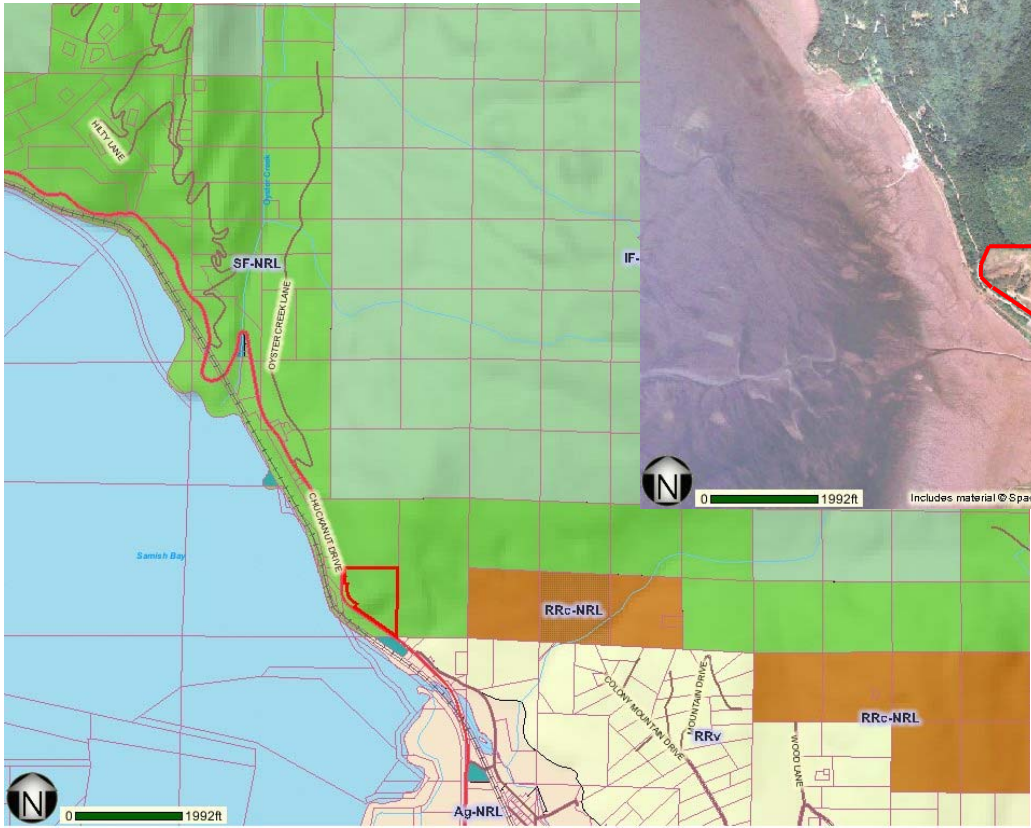 HILTY LANE
Oyster Creek
SF-NRL
OYSTER CREEK LANE
IF-
N
0 1992ft
Includes material © Spac
CHUCKANUT DRIVE
Samish Bay
RRc-NRL
COLONY MOUNTAIN DRIVE
MOUNTAIN DRIVE
RRv
WOOD LANE
RRc-NRL
Ag-NRL
N
0 1992ft